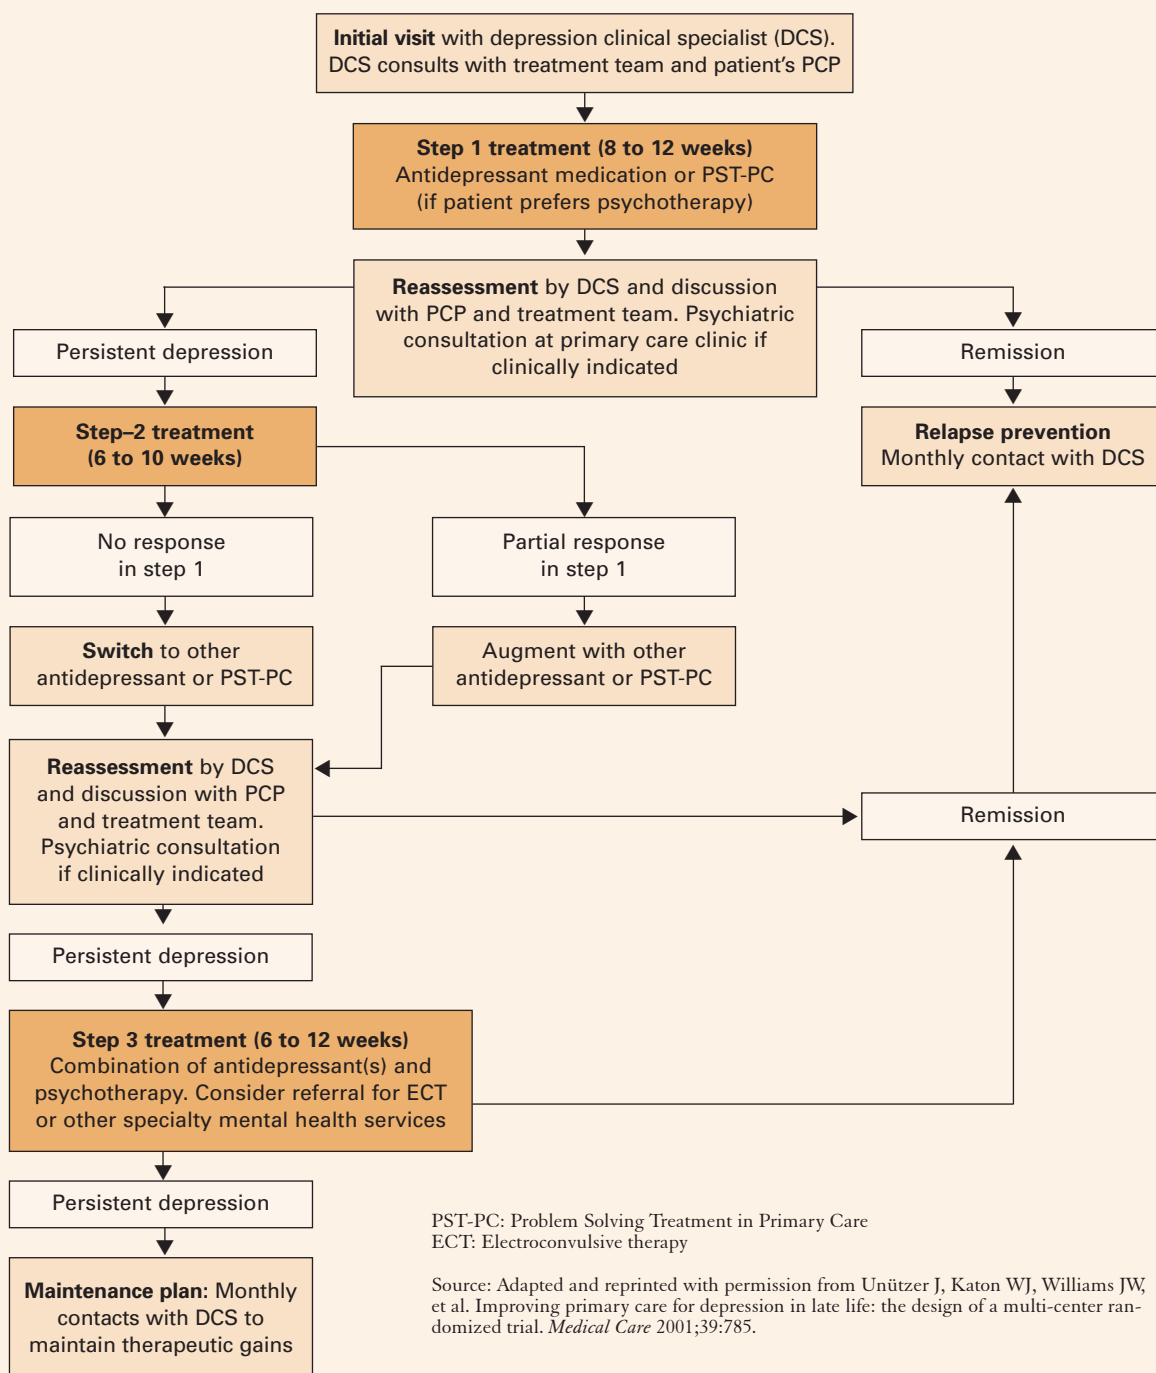 Initial visit with depression clinical specialist (DCS).
DCS consults with treatment team and patient's PCP
Step 1 treatment (8 to 12 weeks)
Antidepressant medication or PST-PC
(if patient prefers psychotherapy)
Reassessment by DCS and discussion
with PCP and treatment team. Psychiatric
consultation at primary care clinic if
clinically indicated
Persistent depression
Remission
Step–2 treatment
(6 to 10 weeks)
Relapse prevention
Monthly contact with DCS
No response
in step 1
Partial response
in step 1
Switch to other
antidepressant or PST-PC
Augment with other
antidepressant or PST-PC
Reassessment by DCS
and discussion with PCP
and treatment team.
Psychiatric consultation
if clinically indicated
Remission
Persistent depression
Step 3 treatment (6 to 12 weeks)
Combination of antidepressant(s) and
psychotherapy. Consider referral for ECT
or other specialty mental health services
Persistent depression
Maintenance plan: Monthly
contacts with DCS to
maintain therapeutic gains
PST-PC: Problem Solving Treatment in Primary Care
ECT: Electroconvulsive therapy
Source: Adapted and reprinted with permission from Unützer J, Katon WJ, Williams JW,
et al. Improving primary care for depression in late life: the design of a multi-center ran-
domized trial. Medical Care 2001;39:785.